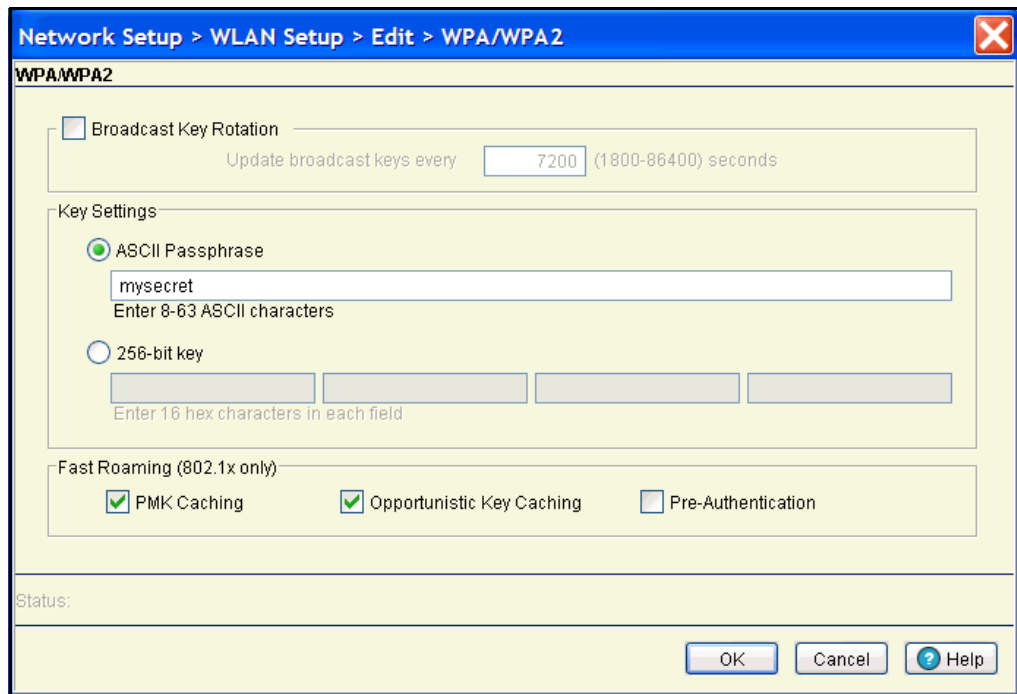 Network Setup > WLAN Setup > Edit > WPA/WPA2
WPA/WPA2
Broadcast Key Rotation
Update broadcast keys every 7200 (1800-86400) seconds
Key Settings
ASCII Passphrase
mysecret
Enter 8-63 ASCII characters
256-bit key
Enter 16 hex characters in each field
Fast Roaming (802.1x only)
PMK Caching Opportunistic Key Caching Pre-Authentication
Status:
OK Cancel ? Help